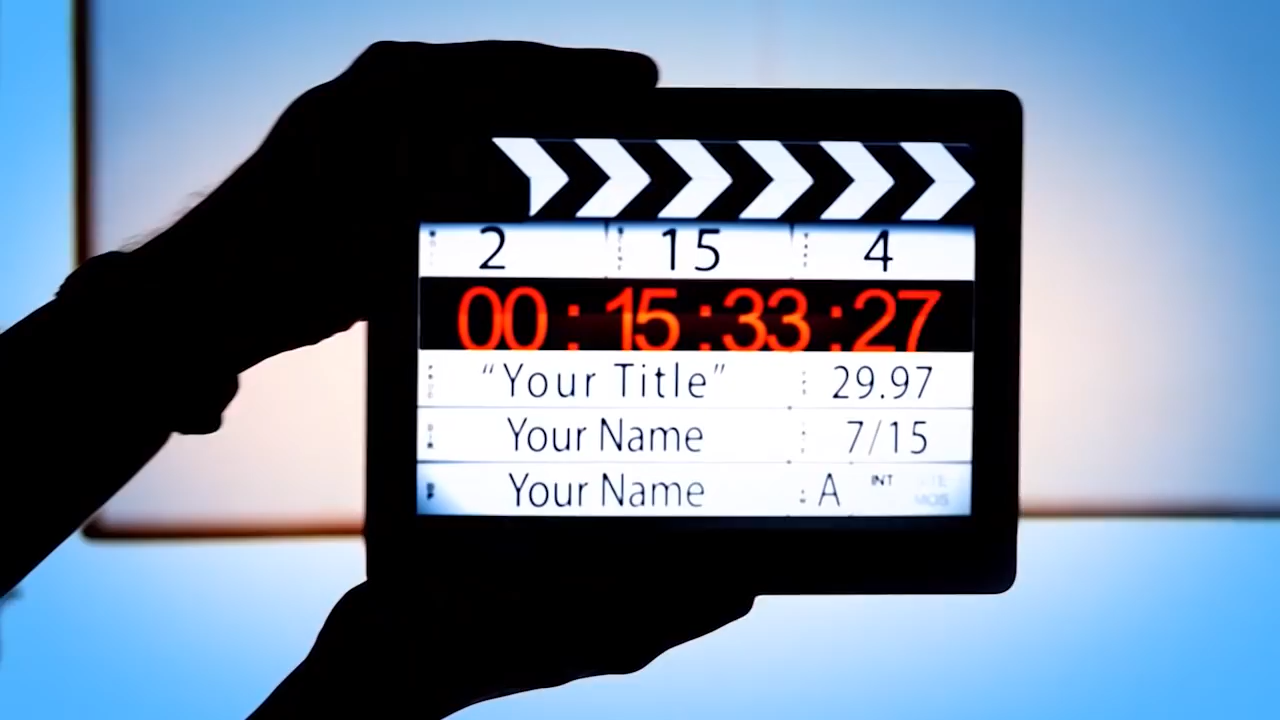 2 15 4
00:15:33:27
“Your Title” 29.97
Your Name 7/15
Your Name A INT